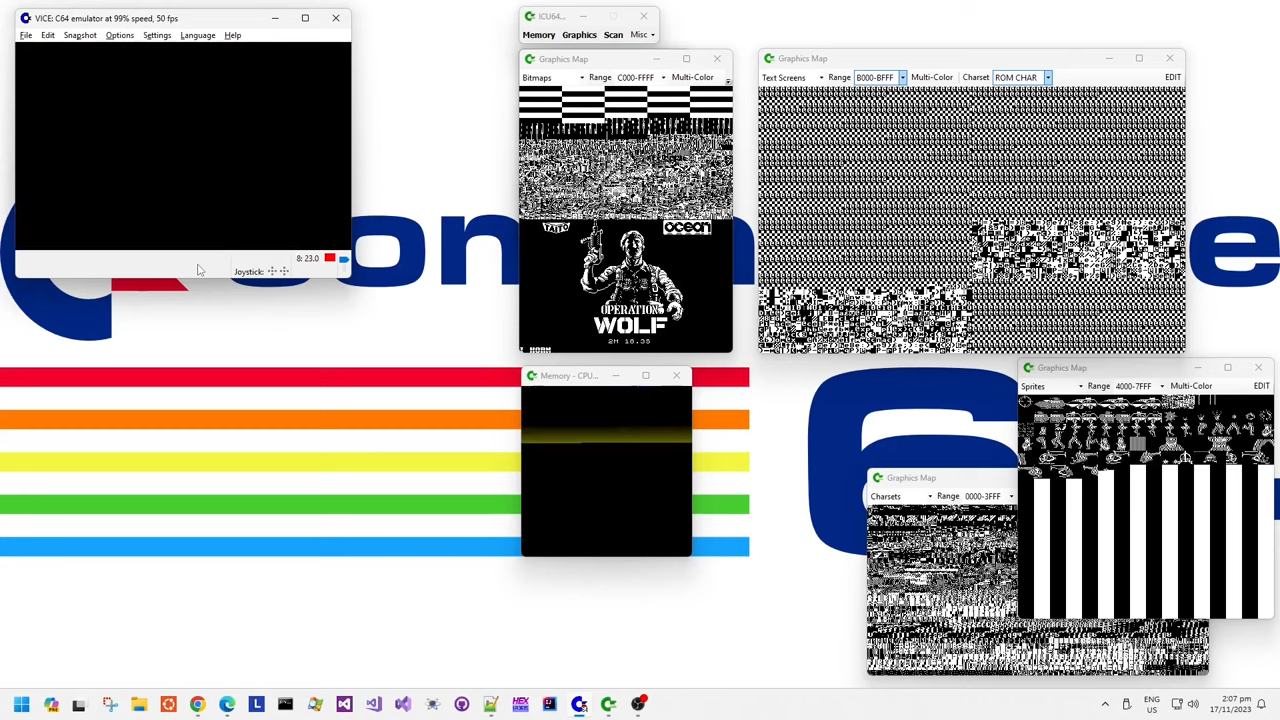 VICE: C64 emulator at 99% speed, 50 fps
File Edit Snapshot Options Settings Language Help
8: 23.0
Joystick:
ICU64...
Memory Graphics Scan Misc
Graphics Map
Bitmaps Range C000-FFFF Multi-Color
TAITO ocean
OPERATION
WOLF
Graphics Map
Text Screens Range B000-BFFF Multi-Color Charset ROM CHAR EDIT
Memory - CPU...
Graphics Map
Sprites Range 4000-7FFF Multi-Color EDIT
Graphics Map
Charsets Range 0000-3FFF
ENG
US
2:07 pm
17/11/2023